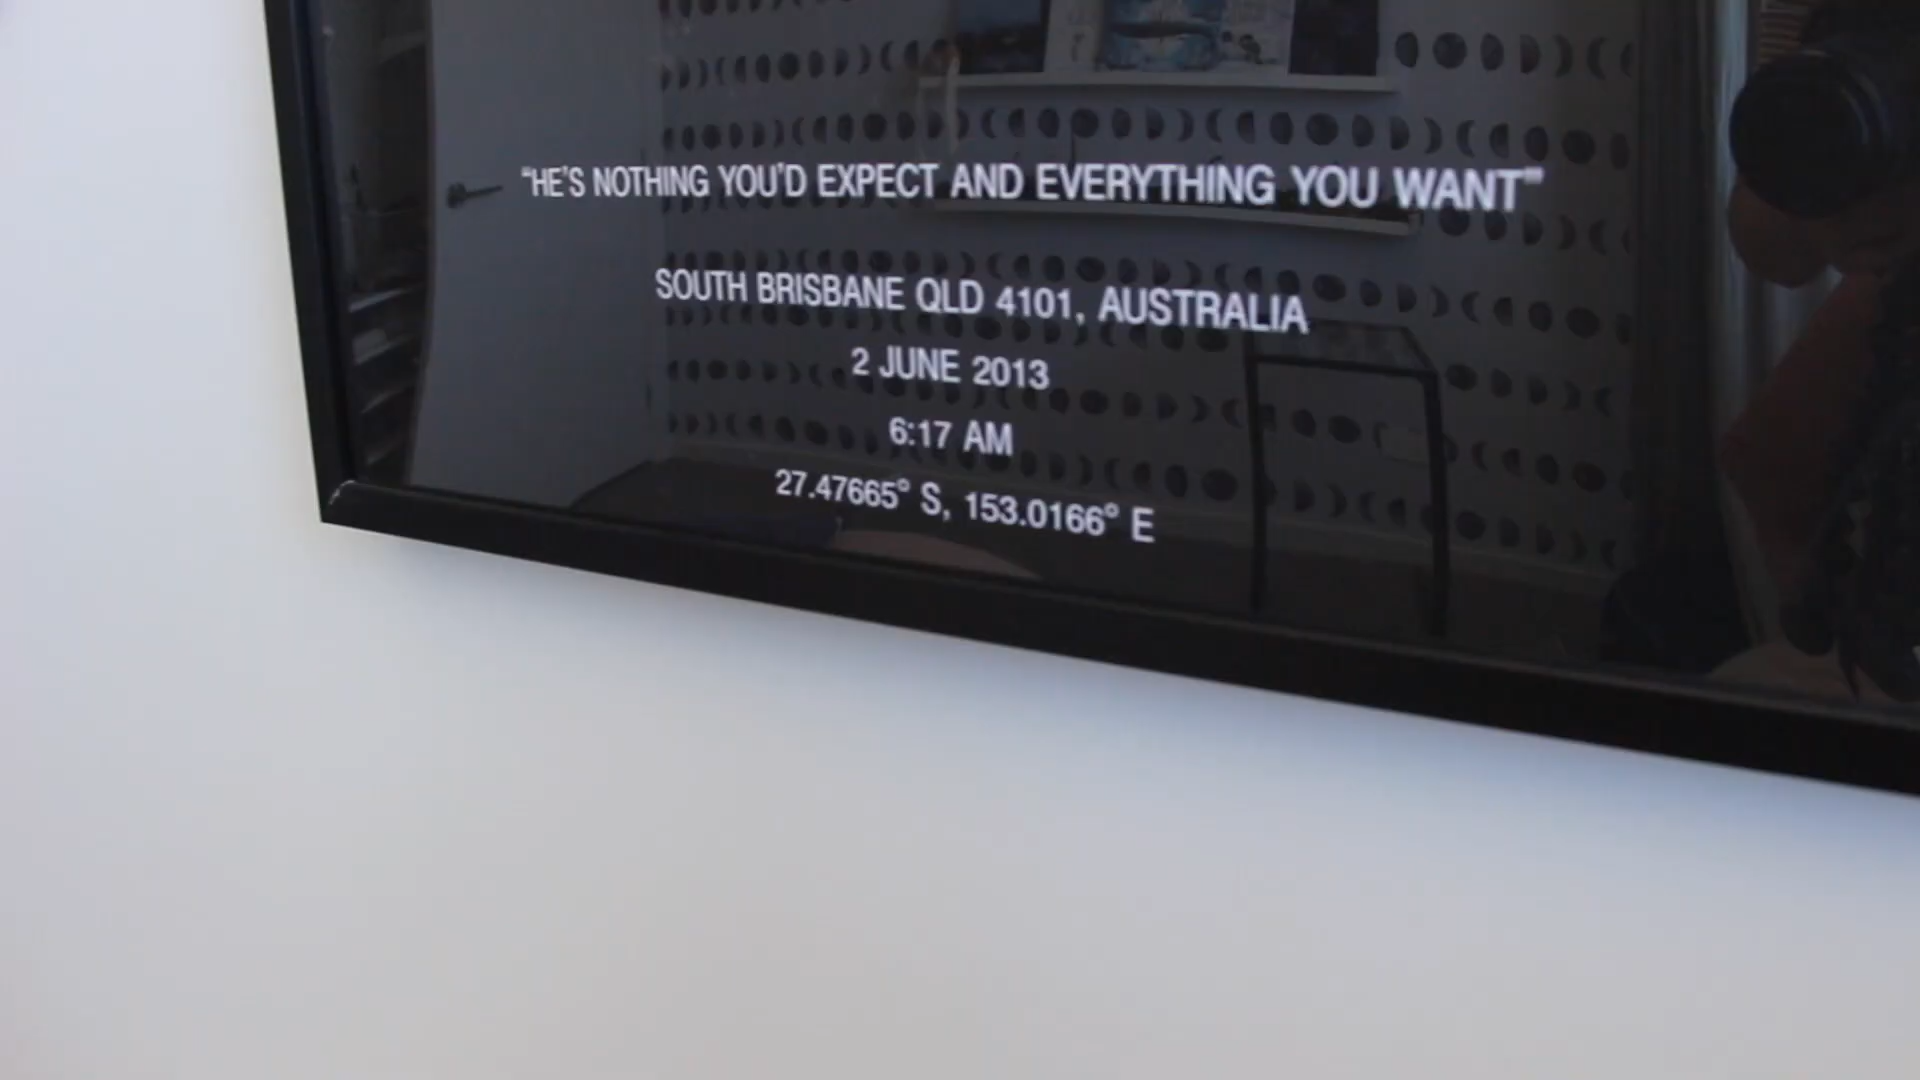 "HE'S NOTHING YOU'D EXPECT AND EVERYTHING YOU WANT"
SOUTH BRISBANE QLD 4101, AUSTRALIA
2 JUNE 2013
6:17 AM
27.47665° S, 153.0166° E